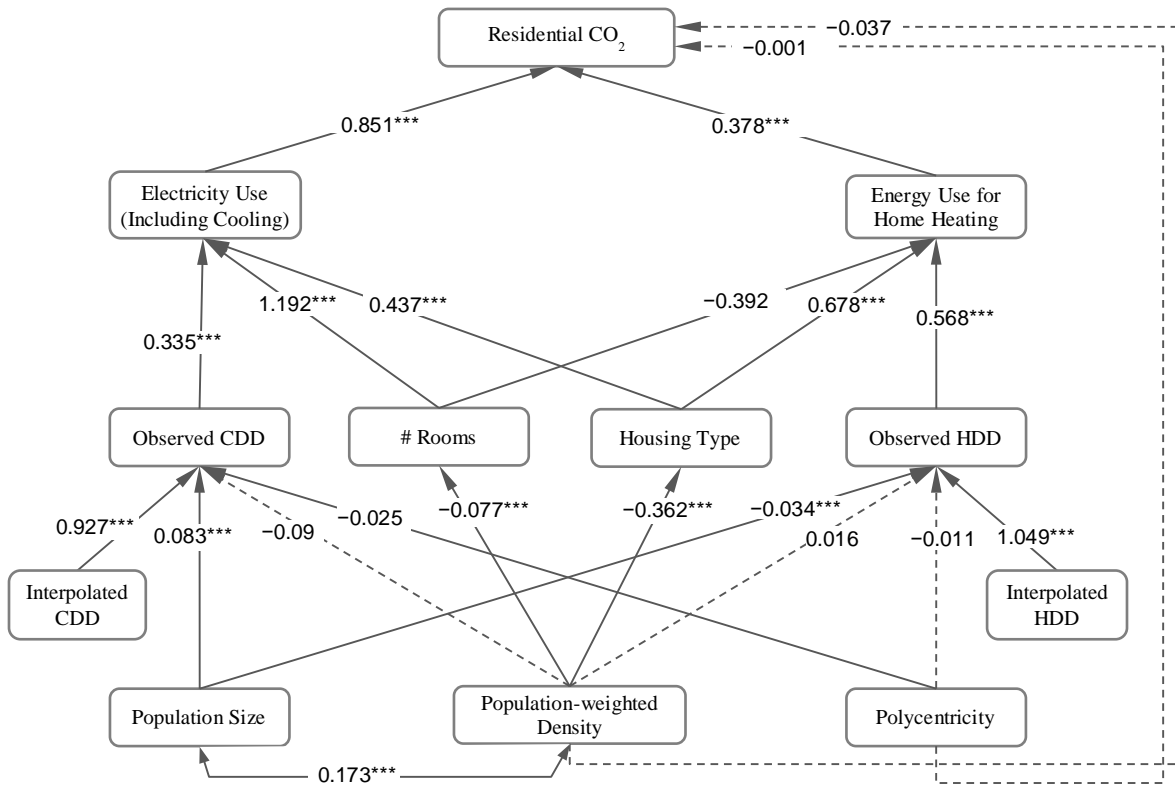 Residential CO2
−0.037
−0.001
0.851***
0.378***
Electricity Use
(Including Cooling)
Energy Use for
Home Heating
1.192***
0.437***
−0.392
0.678***
0.335***
0.568***
Observed CDD
# Rooms
Housing Type
Observed HDD
0.927***
0.083***
−0.09
−0.025
−0.077***
−0.362***
−0.034***
0.016
−0.011
1.049***
Interpolated
CDD
Interpolated
HDD
Population Size
Population-weighted
Density
Polycentricity
0.173***